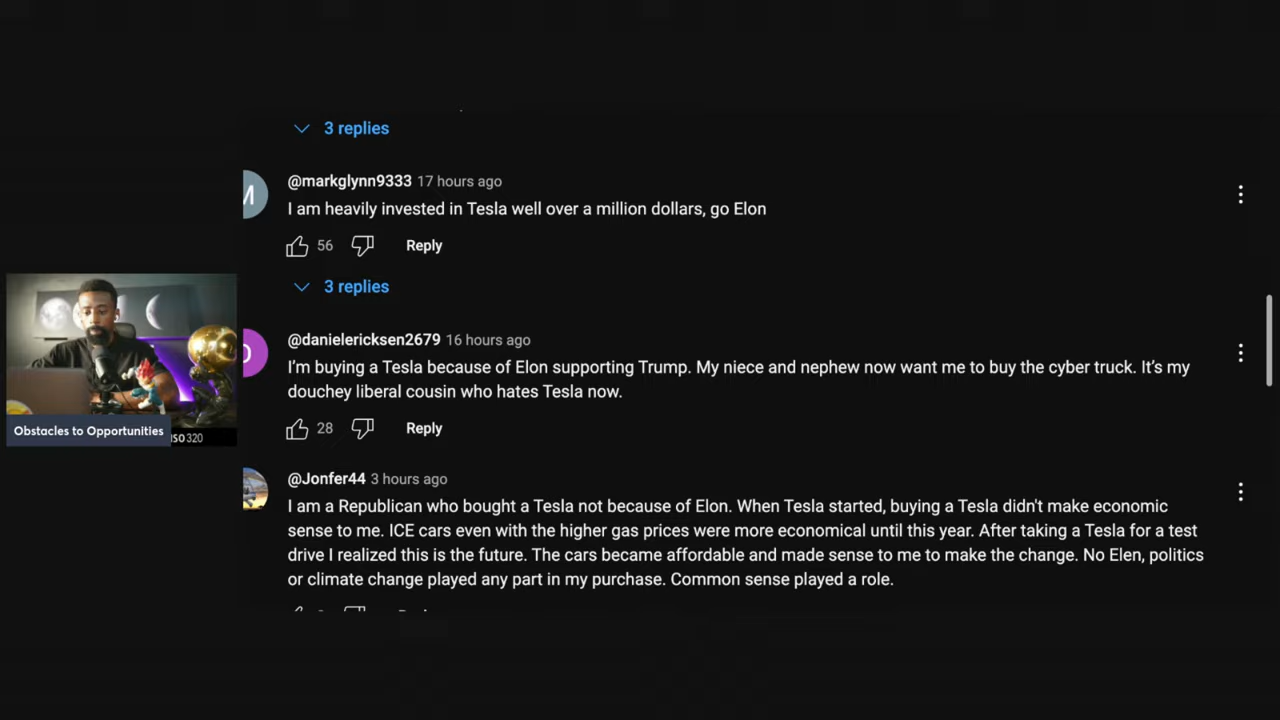 3 replies
@markglynn9333 17 hours ago
I am heavily invested in Tesla well over a million dollars, go Elon
56 Reply
3 replies
@danielericksen2679 16 hours ago
I'm buying a Tesla because of Elon supporting Trump. My niece and nephew now want me to buy the cyber truck. It's my
douchey liberal cousin who hates Tesla now.
28 Reply
Obstacles to Opportunities
ISO 320
@Jonfer44 3 hours ago
I am a Republican who bought a Tesla not because of Elon. When Tesla started, buying a Tesla didn't make economic
sense to me. ICE cars even with the higher gas prices were more economical until this year. After taking a Tesla for a test
drive I realized this is the future. The cars became affordable and made sense to me to make the change. No Elen, politics
or climate change played any part in my purchase. Common sense played a role.